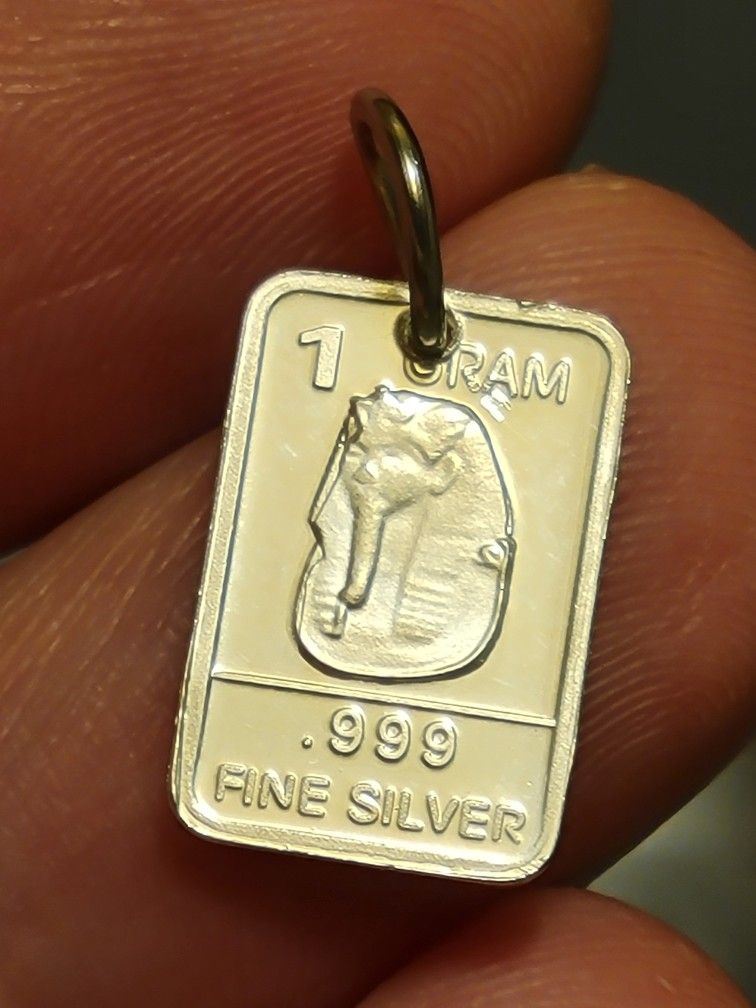 1 GRAM
.999
FINE SILVER